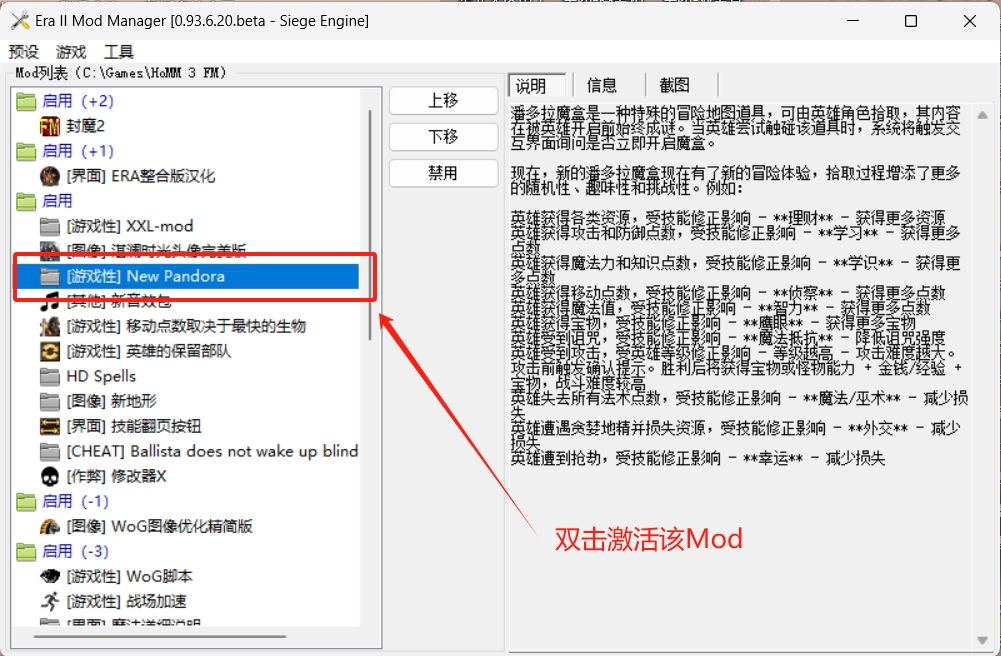 Era II Mod Manager [0.93.6.20.beta - Siege Engine]
预设 游戏 工具
Mod列表 (C:\Games\HoMM 3 FM)
启用 (+2)
封魔2
启用 (+1)
[界面] ERA整合版汉化
启用
[游戏性] XXL-mod
[图像] 湛澜时光头像完美版
[游戏性] New Pandora
[其他] 新音效包
[游戏性] 移动点数取决于最快的生物
[游戏性] 英雄的保留部队
HD Spells
[图像] 新地形
[界面] 技能翻页按钮
[CHEAT] Ballista does not wake up blind
[作弊] 修改器X
启用 (-1)
[图像] WoG图像优化精简版
启用 (-3)
[游戏性] WoG脚本
[游戏性] 战场加速
[界面] 魔法详细说明
上移
下移
禁用
说明 信息 截图
潘多拉魔盒是一种特殊的冒险地图道具，可由英雄角色拾取，其内容
在被英雄开启前始终成谜。当英雄尝试触碰该道具时，系统将触发交
互界面询问是否立即开启魔盒。
现在，新的潘多拉魔盒现在有了新的冒险体验，拾取过程增添了更多
的随机性、趣味性和挑战性。例如：
英雄获得各类资源，受技能修正影响 - **理财** - 获得更多资源
英雄获得攻击和防御点数，受技能修正影响 - **学习** - 获得更多
点数
英雄获得魔法力和知识点数，受技能修正影响 - **学识** - 获得更
多点数
英雄获得移动点数，受技能修正影响 - **侦察** - 获得更多点数
英雄获得魔法值，受技能修正影响 - **智力** - 获得更多点数
英雄获得宝物，受技能修正影响 - **鹰眼** - 获得更多宝物
英雄受到诅咒，受技能修正影响 - **魔法抵抗** - 降低诅咒强度
英雄受到攻击，受英雄等级修正影响 - 等级越高 - 攻击难度越大。
攻击前触发确认提示。胜利后将获得宝物或怪物能力 + 金钱/经验 +
宝物，战斗难度较高
英雄失去所有法术点数，受技能修正影响 - **魔法/巫术** - 减少损
失
英雄遭遇贪婪地精并损失资源，受技能修正影响 - **外交** - 减少
损失
英雄遭到抢劫，受技能修正影响 - **幸运** - 减少损失
双击激活该Mod